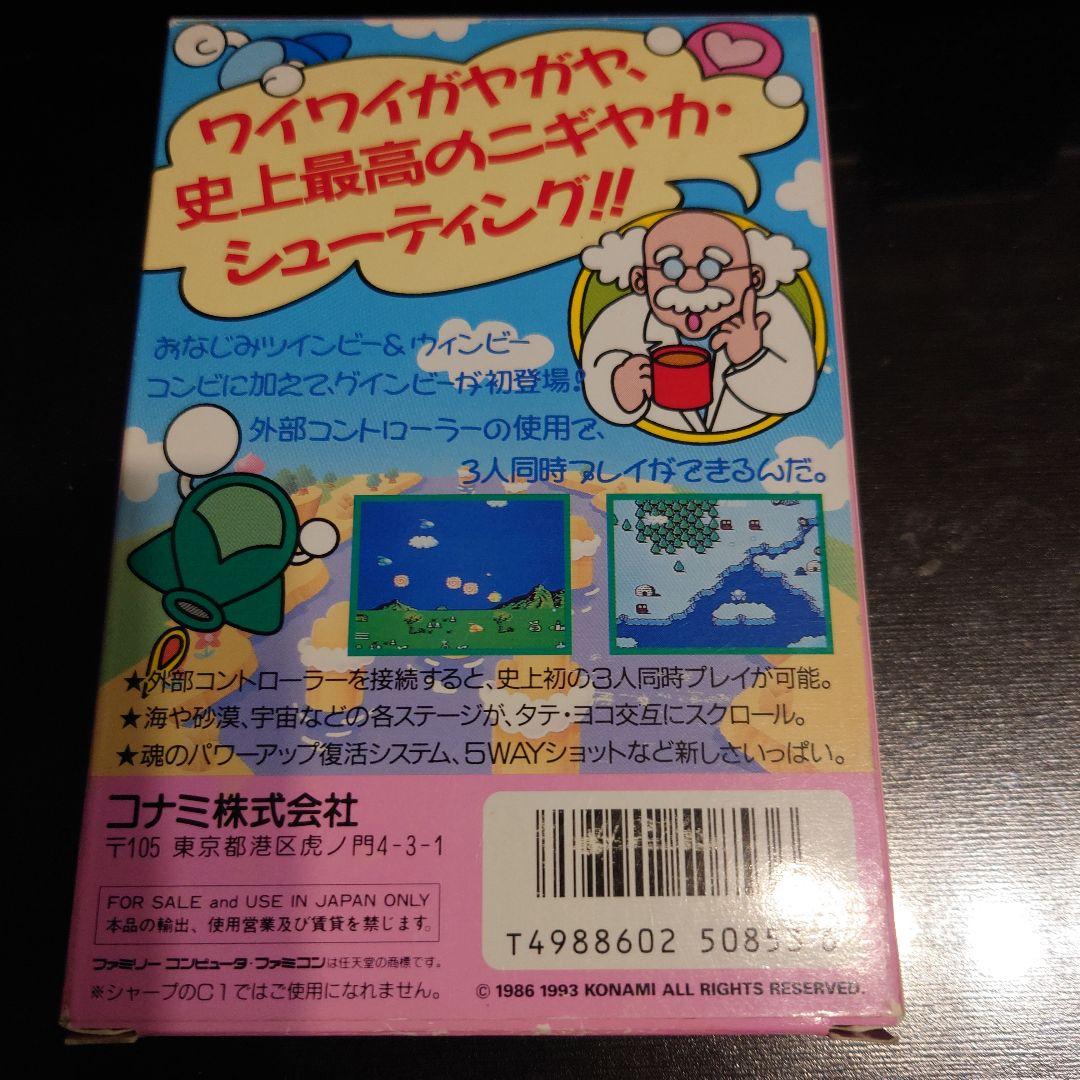 ワイワイガヤガヤ、
史上最高のニギヤカ・
シューティング!!
おなじみツインビー&ウィンビー
コンビに加えて、グインビーが初登場!
外部コントローラーの使用で、
3人同時プレイができるんだ。
★外部コントローラーを接続すると、史上初の3人同時プレイが可能。
★海や砂漠、宇宙などの各ステージが、タテ・ヨコ交互にスクロール。
★魂のパワーアップ復活システム、5WAYショットなど新しさいっぱい。
コナミ株式会社
〒105 東京都港区虎ノ門4-3-1
FOR SALE and USE IN JAPAN ONLY
本品の輸出、使用営業及び賃貸を禁じます。
ファミリーコンピュータ・ファミコンは任天堂の商標です。
※シャープのC1ではご使用になれません。
T4988602 50853 8
© 1986 1993 KONAMI ALL RIGHTS RESERVED.